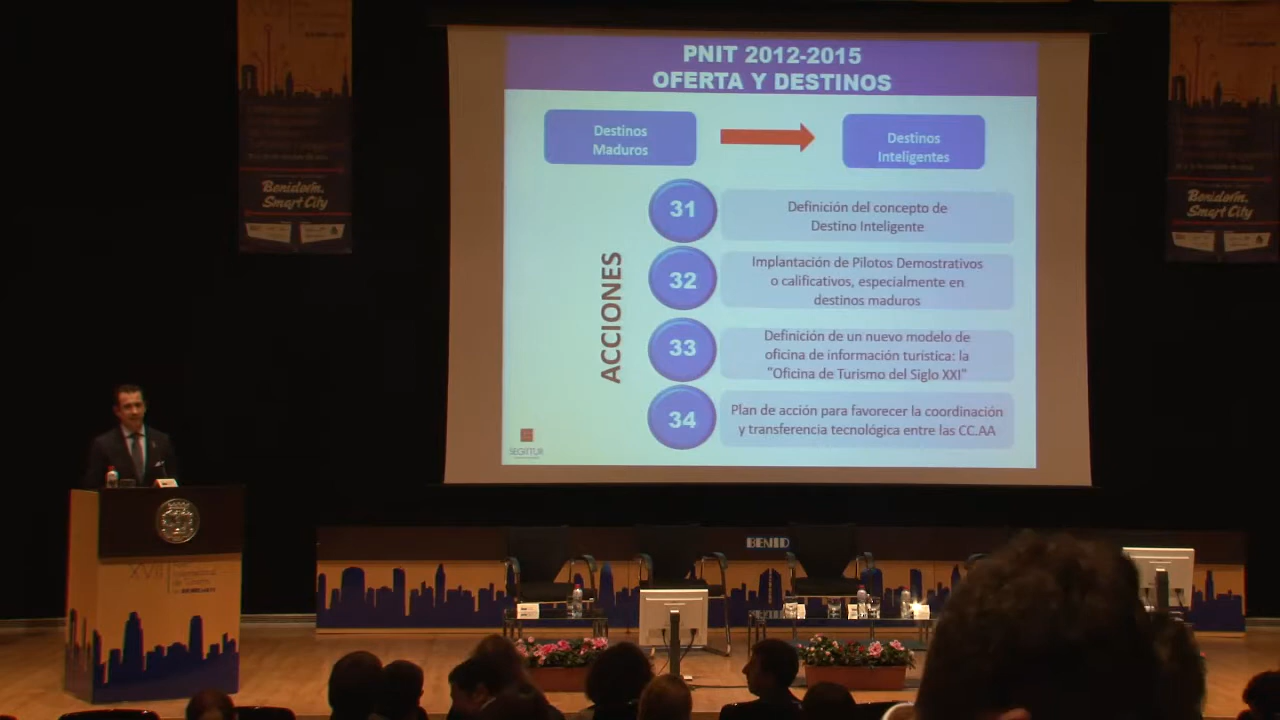 PNIT 2012-2015
OFERTA Y DESTINOS
Destinos
Maduros
Destinos
Inteligentes
ACCIONES
31
Definición del concepto de
Destino Inteligente
32
Implantación de Pilotos Demostrativos
o calificativos, especialmente en
destinos maduros
33
Definición de un nuevo modelo de
oficina de información turística: la
"Oficina de Turismo del Siglo XXI"
34
Plan de acción para favorecer la coordinación
y transferencia tecnológica entre las CC.AA
SEGITTUR
Benidorm
Smart City
Benidorm
Smart City
XVII
de Turismo
BENID